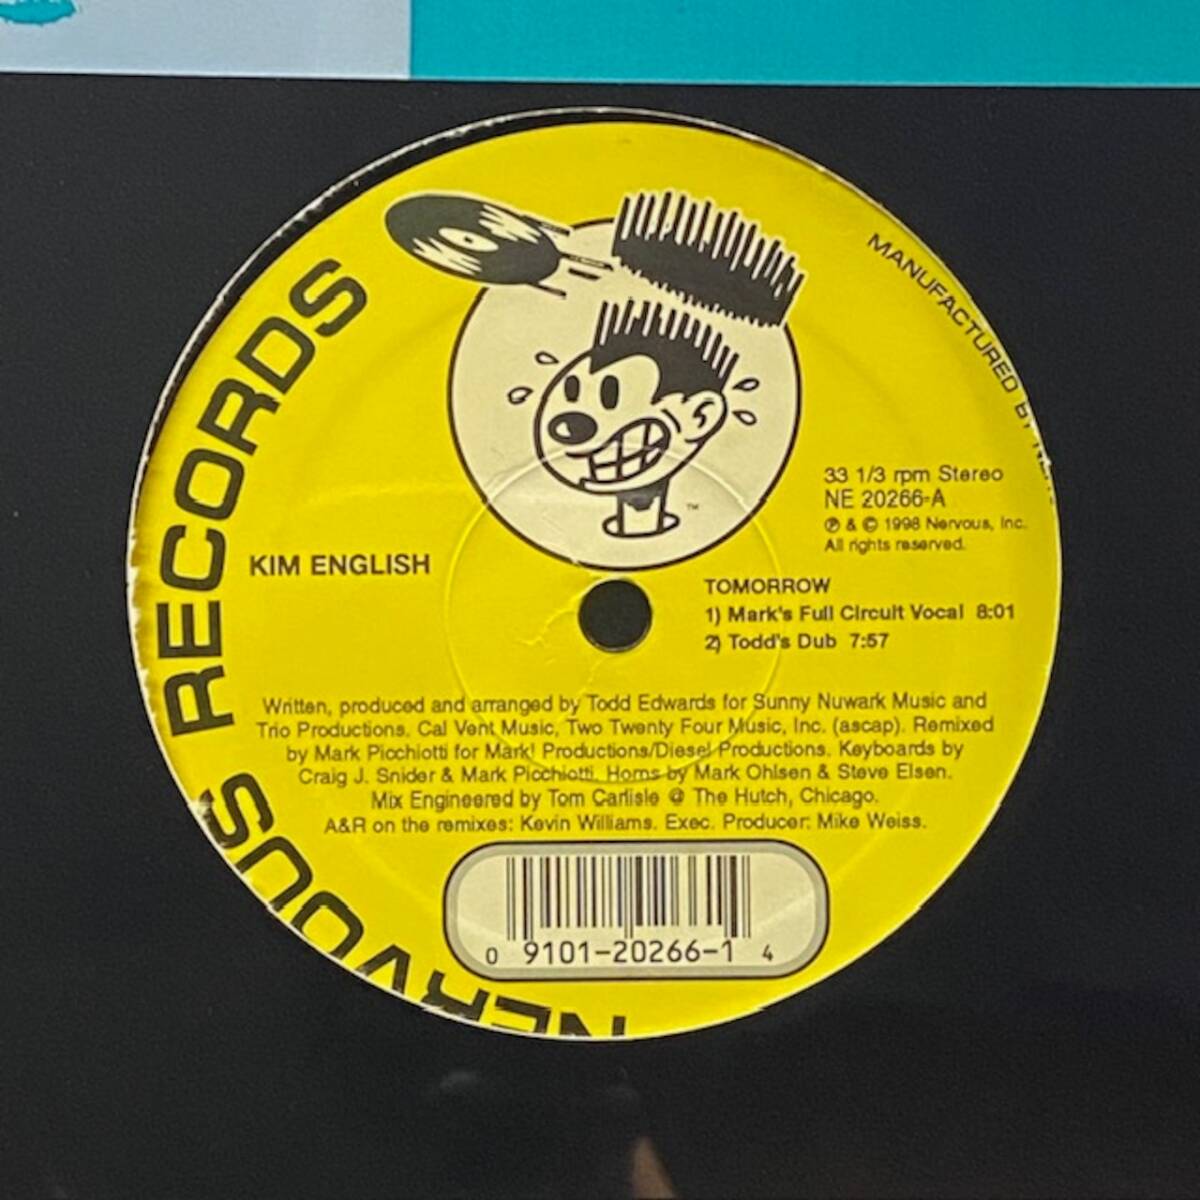 NERVOUS RECORDS
MANUFACTURED BY
33 1/3 rpm Stereo
NE 20266-A
℗ & © 1998 Nervous, Inc.
All rights reserved.
™
KIM ENGLISH
TOMORROW
1) Mark's Full Circuit Vocal 8:01
2) Todd's Dub 7:57
Written, produced and arranged by Todd Edwards for Sunny Nuwark Music and
Trio Productions. Cal Vent Music, Two Twenty Four Music, Inc. (ascap). Remixed
by Mark Picchiotti for Mark! Productions/Diesel Productions. Keyboards by
Craig J. Snider & Mark Picchiotti. Horns by Mark Ohlsen & Steve Eisen.
Mix Engineered by Tom Carlisle @ The Hutch, Chicago.
A&R on the remixes: Kevin Williams. Exec. Producer: Mike Weiss.
0 9101-20266-1 4